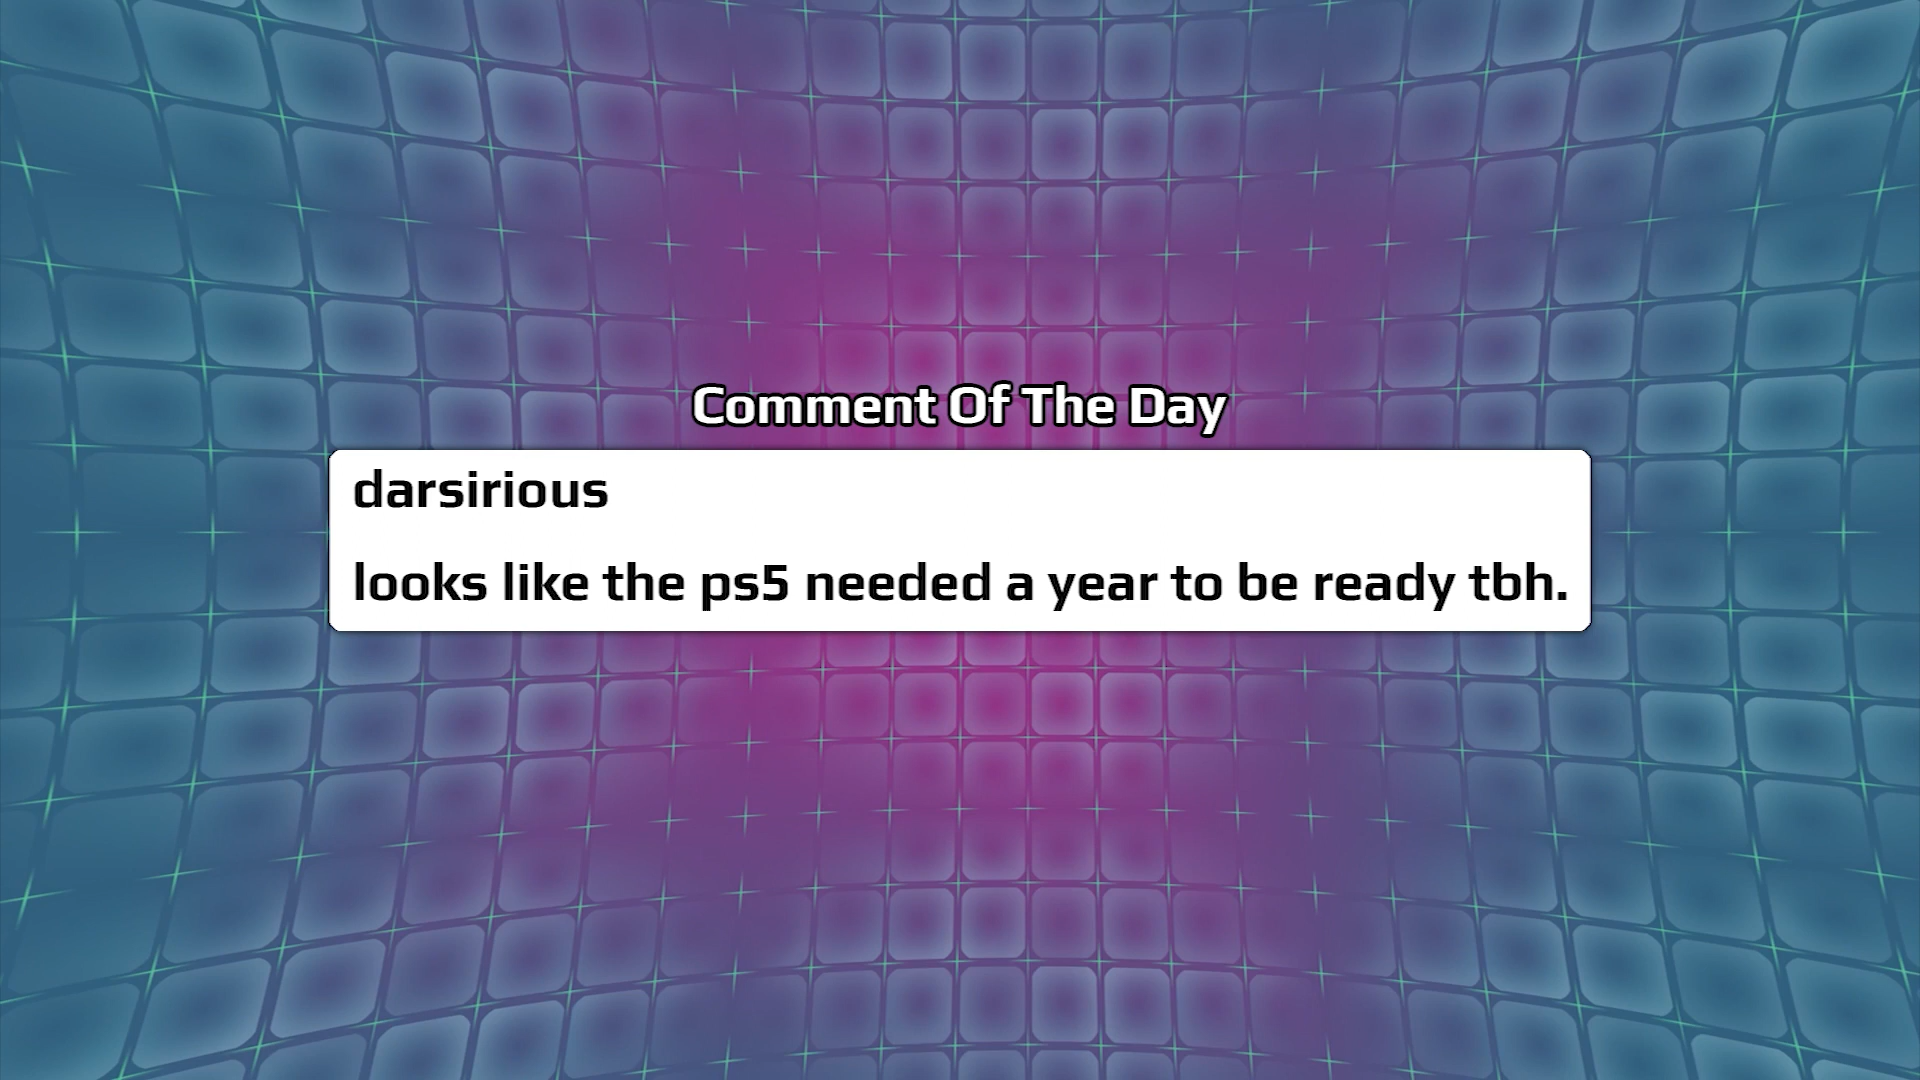 Comment Of The Day
darsirious
looks like the ps5 needed a year to be ready tbh.